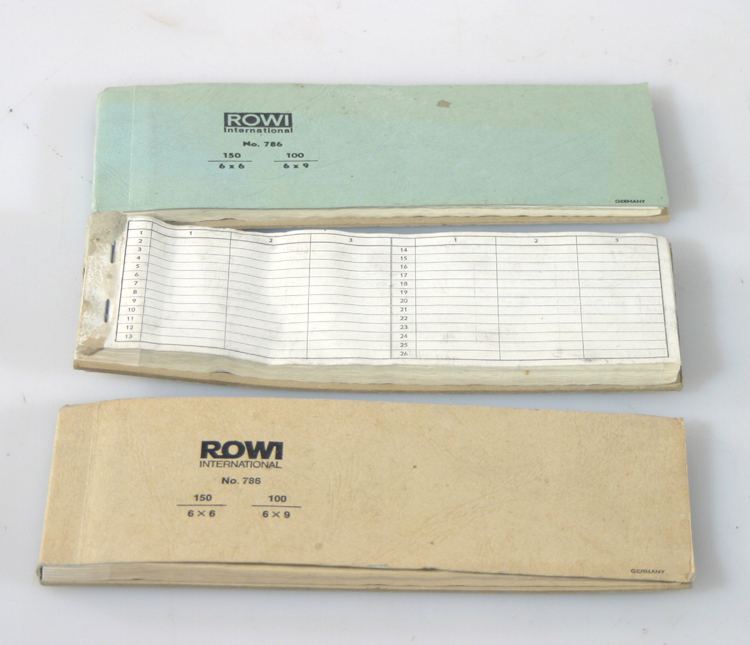 ROWI
International
No. 786
150 100
6 x 6 6 x 9
GERMANY
1 1 2 3 1 2 3
2
3 14
4 15
5 16
6 17
7 18
8 19
9 20
10 21
11 22
12 23
13 24
25
26
ROWI
INTERNATIONAL
No. 786
150 100
6 × 6 6 × 9
GERMANY